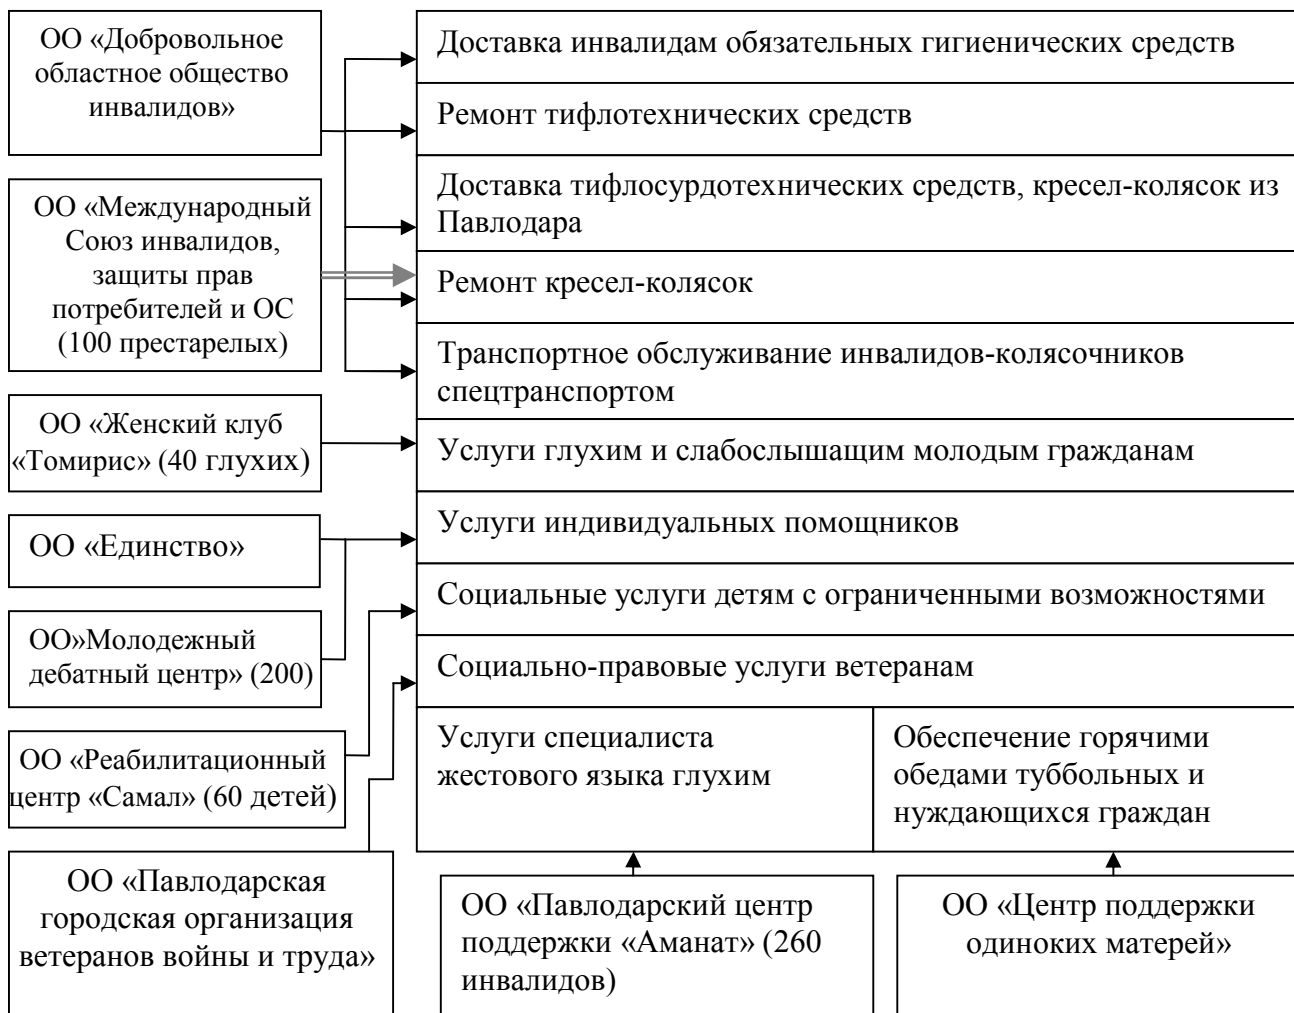 ОО «Добровольное
областное общество
инвалидов»
ОО «Международный
Союз инвалидов,
защиты прав
потребителей и ОС
(100 престарелых)
ОО «Женский клуб
«Томирис» (40 глухих)
ОО «Единство»
ОО»Молодежный
дебатный центр» (200)
ОО «Реабилитационный
центр «Самал» (60 детей)
ОО «Павлодарская
городская организация
ветеранов войны и труда»
Доставка инвалидам обязательных гигиенических средств
Ремонт тифлотехнических средств
Доставка тифлосурдотехнических средств, кресел-колясок из
Павлодара
Ремонт кресел-колясок
Транспортное обслуживание инвалидов-колясочников
спецтранспортом
Услуги глухим и слабослышащим молодым гражданам
Услуги индивидуальных помощников
Социальные услуги детям с ограниченными возможностями
Социально-правовые услуги ветеранам
Услуги специалиста
жестового языка глухим
Обеспечение горячими
обедами туббольных и
нуждающихся граждан
ОО «Павлодарский центр
поддержки «Аманат» (260
инвалидов)
ОО «Центр поддержки
одиноких матерей»